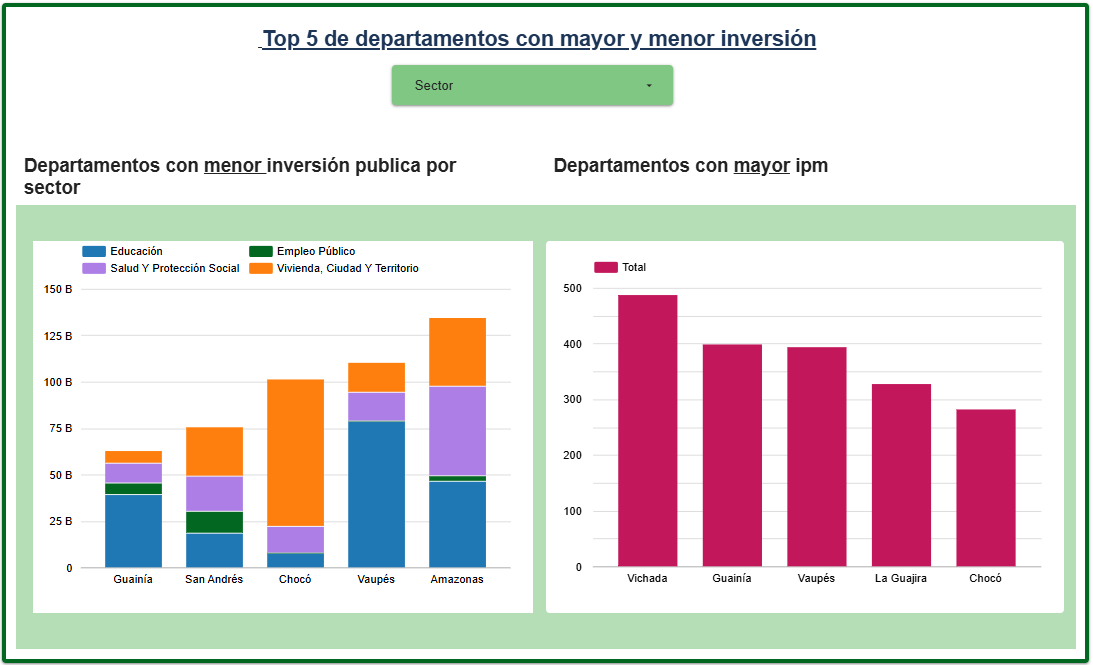 Top 5 de departamentos con mayor y menor inversión
Sector
Departamentos con menor inversión publica por
sector
Departamentos con mayor ipm
Educación
Empleo Público
Salud Y Protección Social
Vivienda, Ciudad Y Territorio
150 B
125 B
100 B
75 B
50 B
25 B
0
Guainía
San Andrés
Chocó
Vaupés
Amazonas
Total
500
400
300
200
100
0
Vichada
Guainía
Vaupés
La Guajira
Chocó